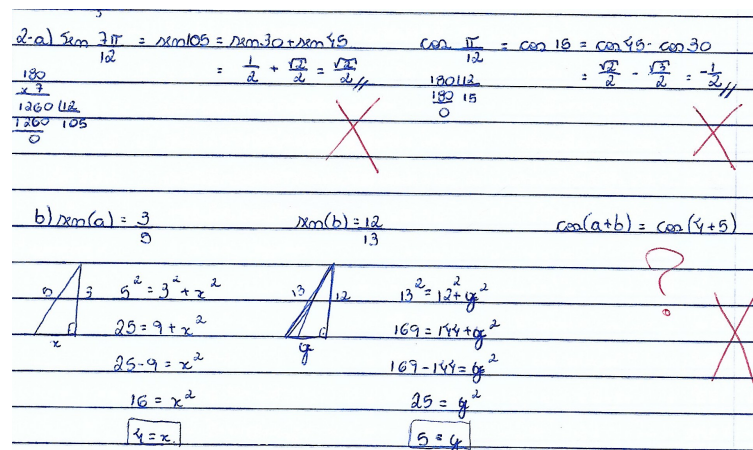 2-a) sen 7π/12 = sen105 = sen30 + sen45
= 1/2 + √2/2 = √2/2 //
180
x 7
1260 12
1260 105
0
cos π/12 = cos 15 = cos45 - cos30
= √2/2 - √3/2 = -1/2 //
180 12
180 15
0
b) sen(a) = 3/5
sen(b) = 12/13
cos(a+b) = cos(4+5)
?
5 3
x
5² = 3² + x²
25 = 9 + x²
25 - 9 = x²
16 = x²
4 = x
13 12
y
13² = 12² + y²
169 = 144 + y²
169 - 144 = y²
25 = y²
5 = y